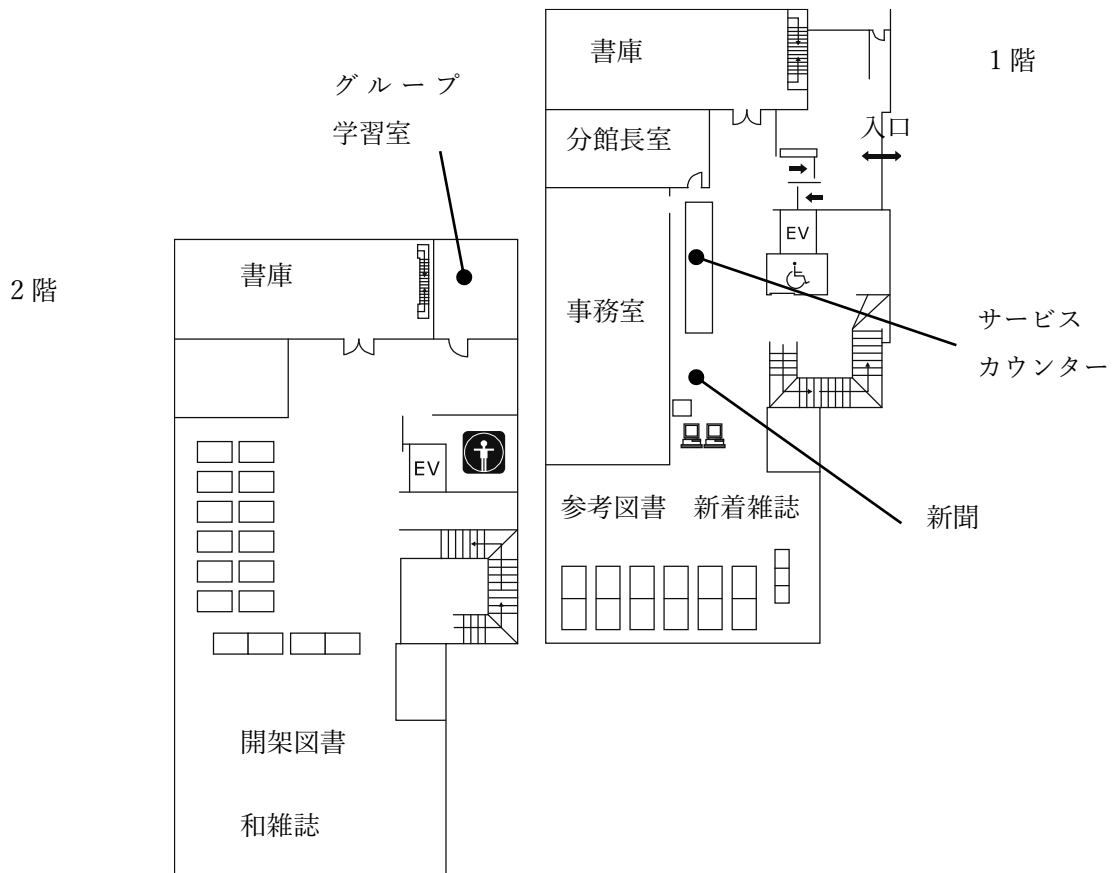 書庫
1階
グループ
学習室
分館長室
入口
EV
書庫
2階
事務室
サービス
カウンター
EV
参考図書
新着雑誌
新聞
開架図書
和雑誌